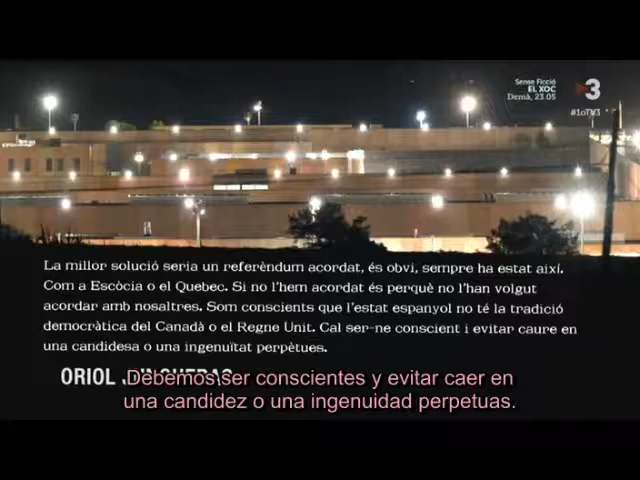 Sense Ficció
EL XOC
Demà, 23.05
3
#1oTV3
La millor solució seria un referèndum acordat, és obvi, sempre ha estat així.
Com a Escòcia o el Quebec. Si no l'hem acordat és perquè no l'han volgut
acordar amb nosaltres. Som conscients que l'estat espanyol no té la tradició
democràtica del Canadà o el Regne Unit. Cal ser-ne conscient i evitar caure en
una candidesa o una ingenuïtat perpètues.
ORIOL JUNQUERAS
Debemos ser conscientes y evitar caer en
una candidez o una ingenuidad perpetuas.